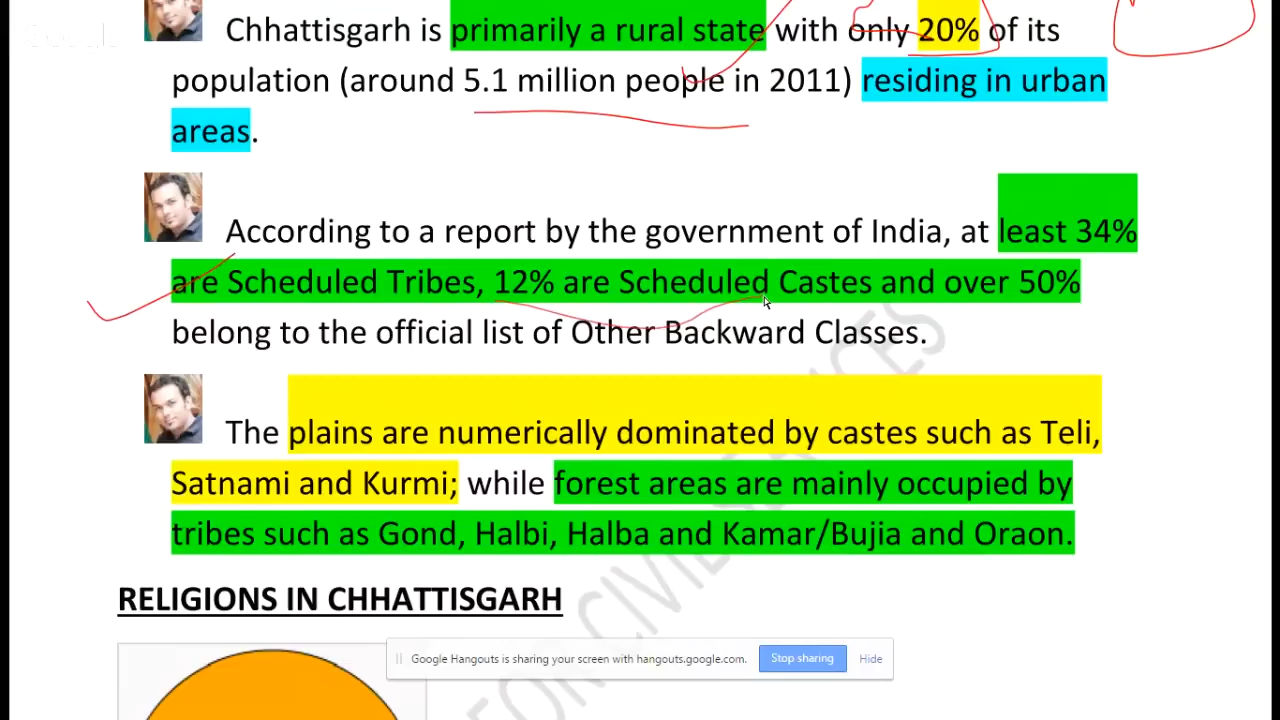 Chhattisgarh is primarily a rural state with only 20% of its
population (around 5.1 million people in 2011) residing in urban
areas.
According to a report by the government of India, at least 34%
are Scheduled Tribes, 12% are Scheduled Castes and over 50%
belong to the official list of Other Backward Classes.
The plains are numerically dominated by castes such as Teli,
Satnami and Kurmi; while forest areas are mainly occupied by
tribes such as Gond, Halbi, Halba and Kamar/Bujia and Oraon.
RELIGIONS IN CHHATTISGARH
Google Hangouts is sharing your screen with hangouts.google.com. Stop sharing Hide
FOR CIVIL SERVICES